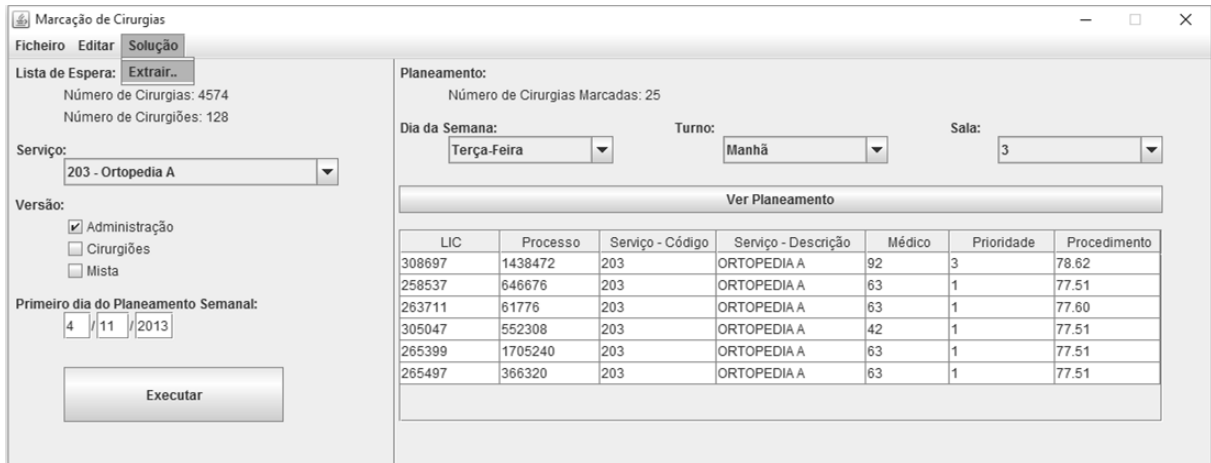 Marcação de Cirurgias
Ficheiro Editar Solução
Extrair..
Lista de Espera:
Número de Cirurgias: 4574
Número de Cirurgiões: 128
Serviço:
203 - Ortopedia A
Versão:
Administração
Cirurgiões
Mista
Primeiro dia do Planeamento Semanal:
4 / 11 / 2013
Executar
Planeamento:
Número de Cirurgias Marcadas: 25
Dia da Semana: Turno: Sala:
Terça-Feira Manhã 3
Ver Planeamento
LIC Processo Serviço - Código Serviço - Descrição Médico Prioridade Procedimento
308697 1438472 203 ORTOPEDIA A 92 3 78.62
258537 646676 203 ORTOPEDIA A 63 1 77.51
263711 61776 203 ORTOPEDIA A 63 1 77.60
305047 552308 203 ORTOPEDIA A 42 1 77.51
265399 1705240 203 ORTOPEDIA A 63 1 77.51
265497 366320 203 ORTOPEDIA A 63 1 77.51